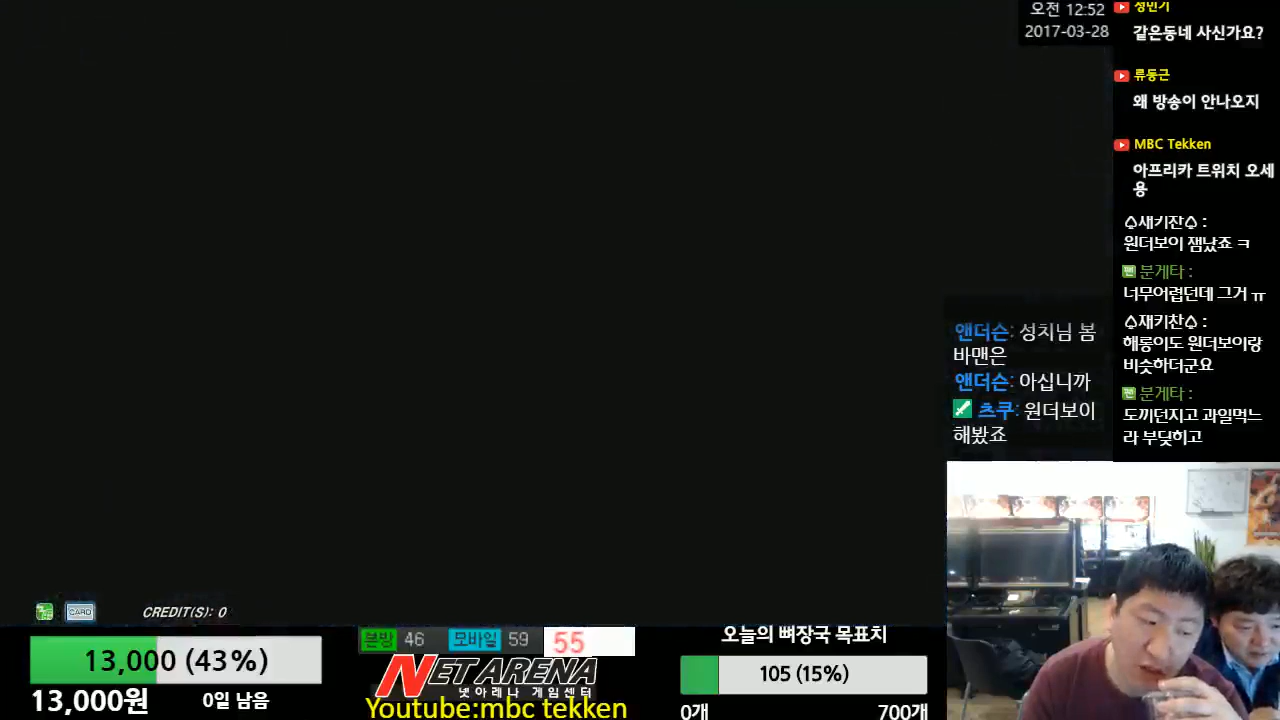 오전 12:52
2017-03-28
정민기
같은동네 사신가요?
류동근
왜 방송이 안나오지
MBC Tekken
아프리카 트위치 오세
용
♤새키잔♤ :
원더보이 잼났죠 ㅋ
팬 분게타 :
너무어렵던데 그거 ㅠ
♤재키찬♤ :
해롱이도 원더보이랑
비슷하더군요
팬 분게타 :
도끼던지고 과일먹느
라 부딪히고
앤더슨: 성치님 봄
바맨은
앤더슨: 아십니까
츠쿠: 원더보이
해봤죠
CARD
CREDIT(S): 0
13,000 (43%)
13,000원
0일 남음
본방 46 모바일 59 55
NET ARENA
넷아레나 게임센터
Youtube:mbc tekken
오늘의 뼈장국 목표치
105 (15%)
0개
700개